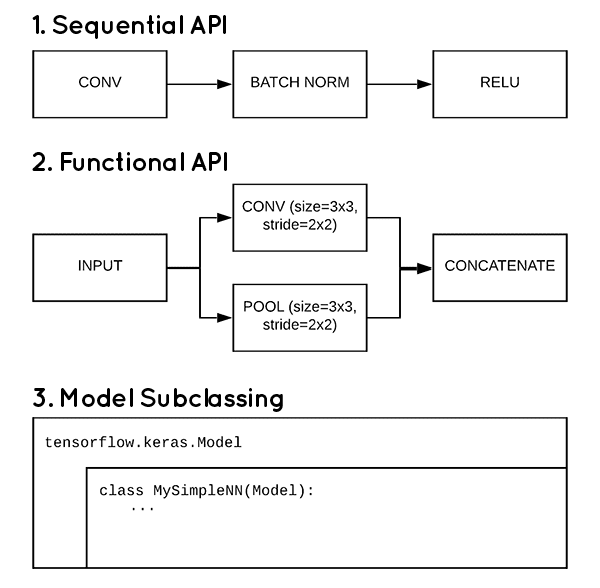 1. Sequential API
CONV
BATCH NORM
RELU
2. Functional API
CONV (size=3x3,
stride=2x2)
INPUT
CONCATENATE
POOL (size=3x3,
stride=2x2)
3. Model Subclassing
tensorflow.keras.Model
class MySimpleNN(Model):
...